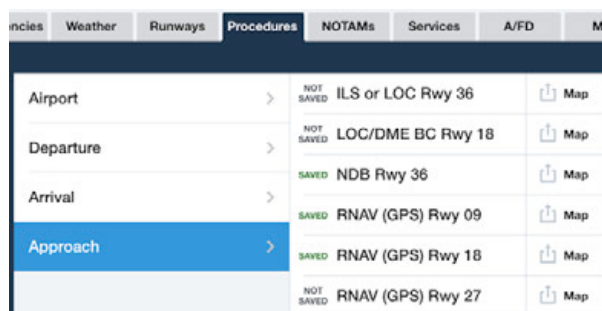 ncies Weather Runways Procedures NOTAMs Services A/FD M
Airport
Departure
Arrival
Approach
NOT SAVED ILS or LOC Rwy 36 Map
NOT SAVED LOC/DME BC Rwy 18 Map
SAVED NDB Rwy 36 Map
SAVED RNAV (GPS) Rwy 09 Map
SAVED RNAV (GPS) Rwy 18 Map
NOT SAVED RNAV (GPS) Rwy 27 Map